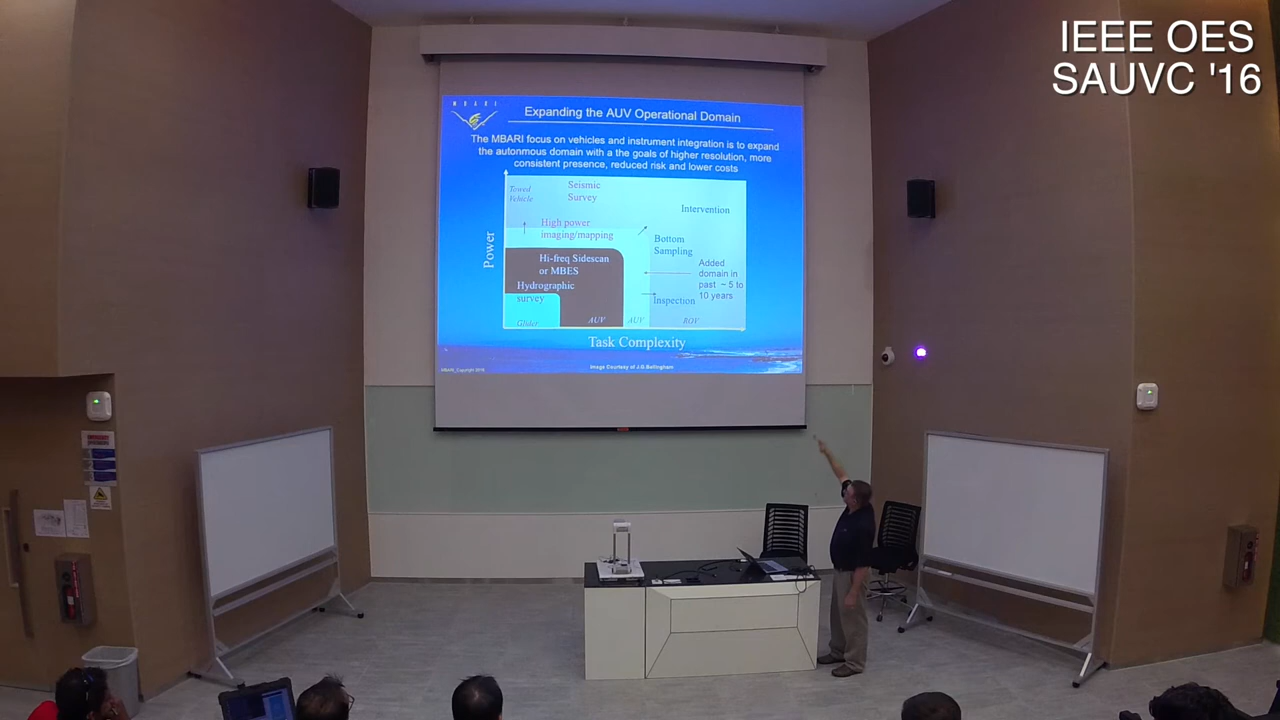 IEEE OES
SAUVC '16
MBARI
Expanding the AUV Operational Domain
The MBARI focus on vehicles and instrument integration is to expand
the autonmous domain with a the goals of higher resolution, more
consistent presence, reduced risk and lower costs
Towed
Vehicle
Seismic
Survey
Intervention
High power
imaging/mapping
Bottom
Sampling
Power
Hi-freq Sidescan
or MBES
Added
domain in
past ~ 5 to
10 years
Hydrographic
survey
Inspection
Glider
AUV
AUV
ROV
Task Complexity
Image Courtesy of J.G.Bellingham